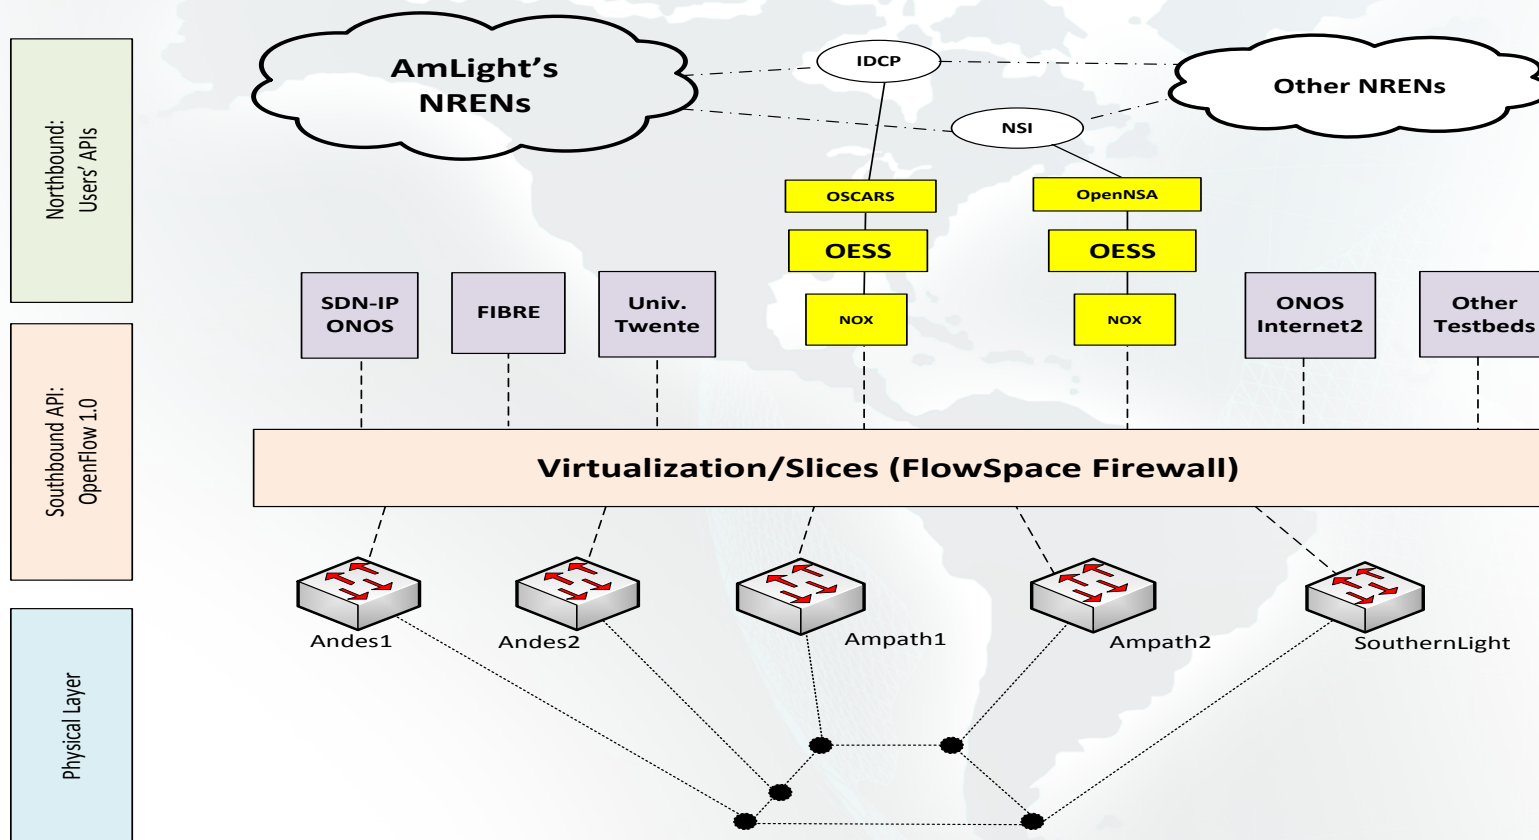 Northbound:
Users' APIs
Southbound API:
OpenFlow 1.0
Physical Layer
AmLight's
NRENs
IDCP
NSI
Other NRENs
OSCARS
OpenNSA
OESS
OESS
SDN-IP
ONOS
FIBRE
Univ.
Twente
NOX
NOX
ONOS
Internet2
Other
Testbeds
Virtualization/Slices (FlowSpace Firewall)
Andes1
Andes2
Ampath1
Ampath2
SouthernLight